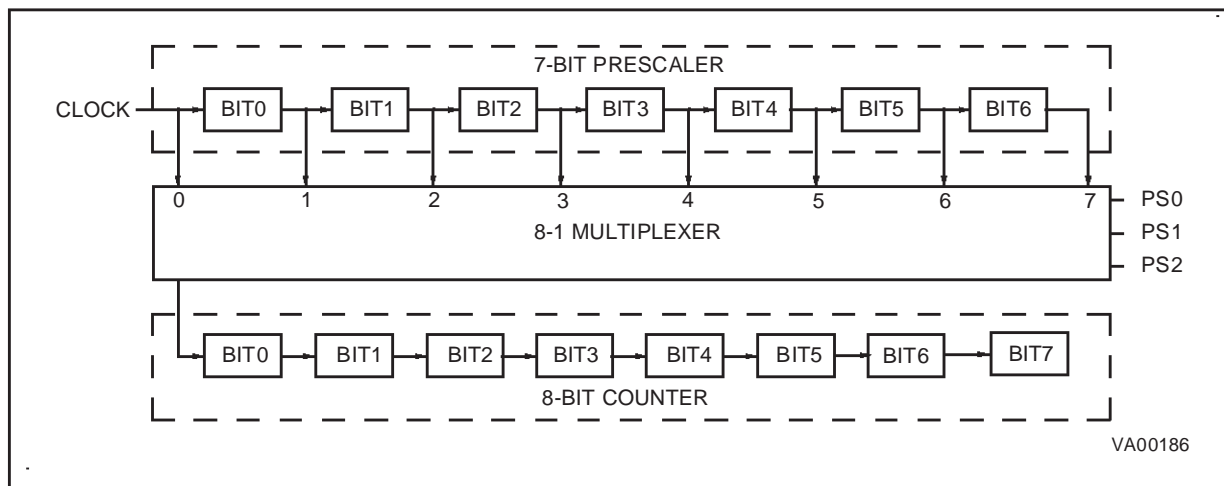 7-BIT PRESCALER
CLOCK BIT0 BIT1 BIT2 BIT3 BIT4 BIT5 BIT6
0 1 2 3 4 5 6 7 PS0
8-1 MULTIPLEXER PS1
PS2
BIT0 BIT1 BIT2 BIT3 BIT4 BIT5 BIT6 BIT7
8-BIT COUNTER
VA00186